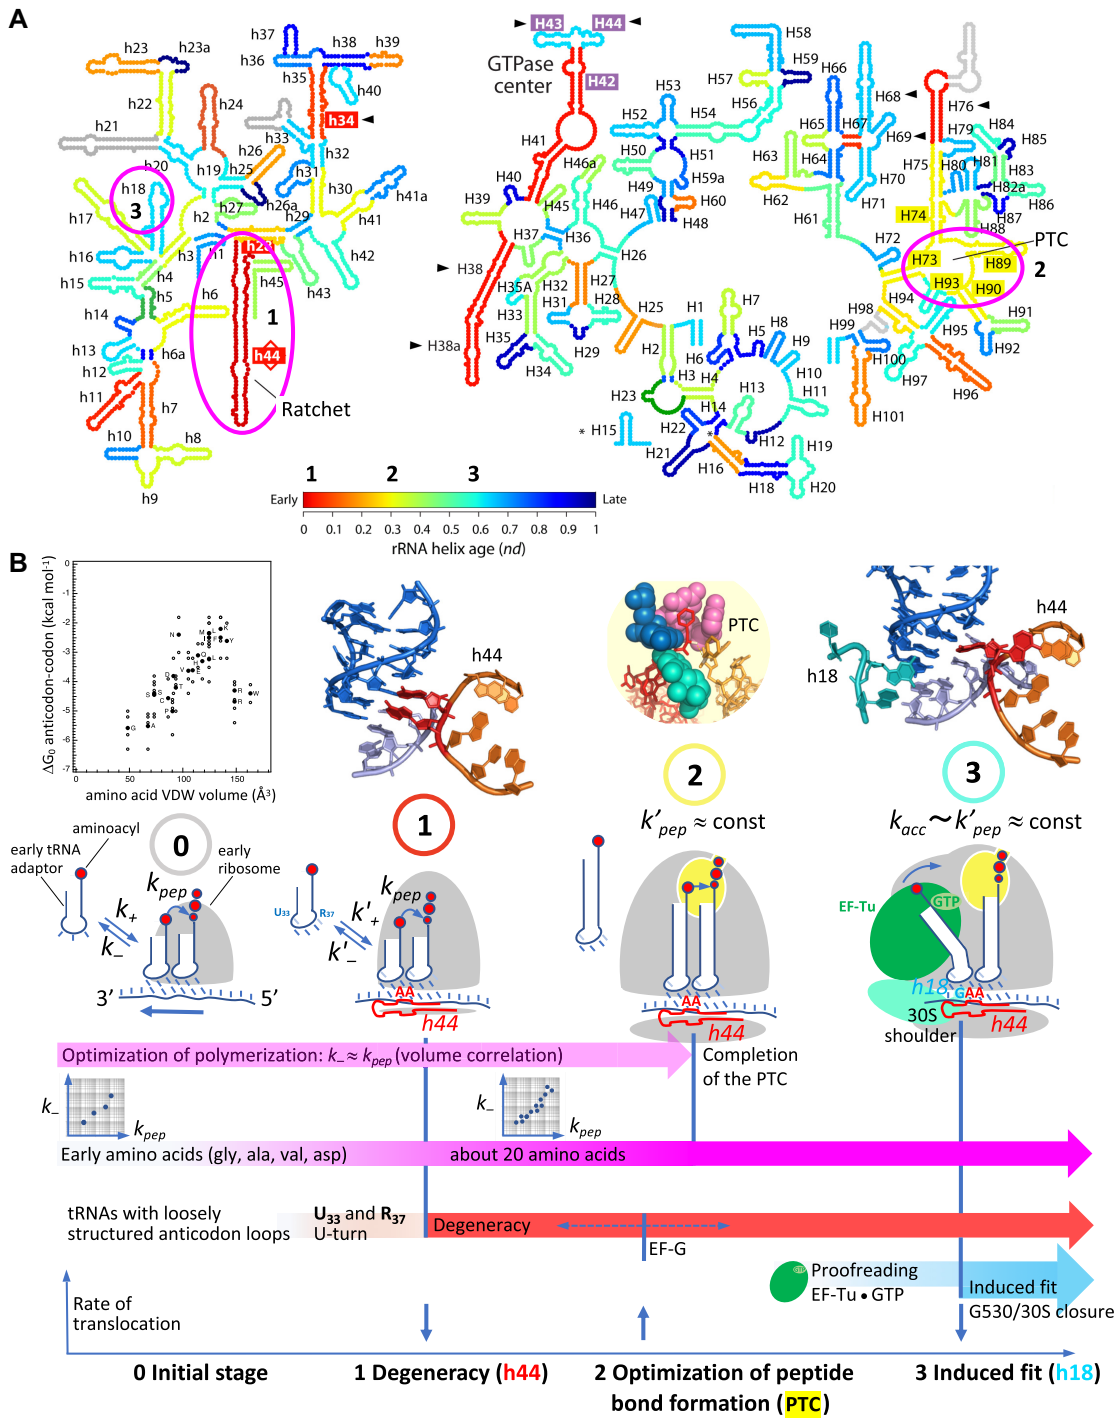 A
h37
h38
h39
h23
h23a
h36
h35
h40
h22
h24
h34
h21
h33
h26
h32
h20
h19
h25
h31
h18
3
h26a
h30
h41a
h17
h27
h2
h29
h41
h16
h3
h1
h28
h42
h4
h45
h43
h15
h5
h6
h14
1
h13
h6a
h44
h12
h11
Ratchet
h7
h10
h8
h9
H43
H44
GTPase
center
H42
H41
H46a
H40
H39
H45
H46
H37
H36
H38
H35A
H32
H27
H31
H28
H33
H35
H38a
H29
H34
H58
H59
H57
H53
H56
H52
H54
H50
H51
H49
H59a
H60
H47
H48
H26
H25
H1
H2
H7
H8
H5
H9
H6
H3
H4
H10
H23
H13
H11
H14
* H15
H22
*
H12
H21
H16
H18
H19
H20
H66
H68
H76
H65
H67
H69
H84
H79
H85
H63
H64
H75
H80
H81
H83
H62
H70
H82a
H71
H86
H61
H74
H87
H88
H72
PTC
H73
H89
2
H93
H90
H94
H98
H91
H99
H95
H92
H100
H97
H96
H101
1 2 3
Early
Late
0 0.1 0.2 0.3 0.4 0.5 0.6 0.7 0.8 0.9 1
rRNA helix age (nd)
B
ΔG0 anticodon-codon (kcal mol-1)
0
-1
-2
-3
-4
-5
-6
-7
0 50 100 150
amino acid VDW volume (Å3)
h44
PTC
h18
h44
0
1
2
3
k'pep ≈ const
kacc ~ k'pep ≈ const
early tRNA
adaptor
aminoacyl
early
ribosome
kpep
k+
k−
3’
5’
U33
R37
kpep
k'+
k'−
AA
h44
AA
h44
EF-Tu
GTP
h18
GAA
30S
shoulder
h44
Optimization of polymerization: k− ≈ kpep (volume correlation)
Completion
of the PTC
k−
kpep
k−
kpep
Early amino acids (gly, ala, val, asp)
about 20 amino acids
tRNAs with loosely
structured anticodon loops
U33 and R37
U-turn
Degeneracy
EF-G
Proofreading
EF-Tu • GTP
Induced fit
G530/30S closure
Rate of
translocation
0 Initial stage
1 Degeneracy (h44)
2 Optimization of peptide
bond formation (PTC)
3 Induced fit (h18)